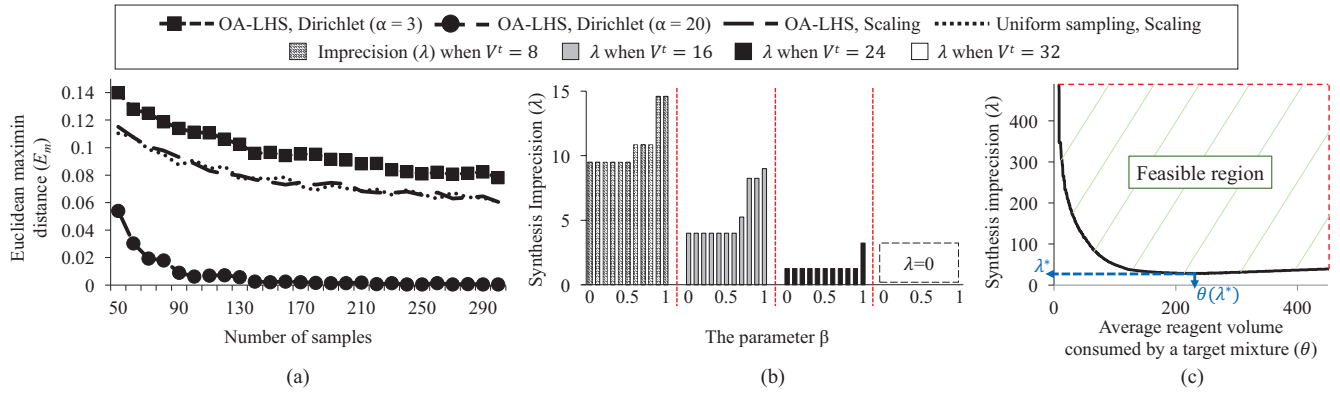 OA-LHS, Dirichlet (α = 3) OA-LHS, Dirichlet (α = 20) OA-LHS, Scaling Uniform sampling, Scaling
Imprecision (λ) when Vᵗ = 8 λ when Vᵗ = 16 λ when Vᵗ = 24 λ when Vᵗ = 32
Euclidean maximin
distance (Eₘ)
0.14
0.12
0.1
0.08
0.06
0.04
0.02
0
50 90 130 170 210 250 290
Number of samples
(a)
Synthesis Imprecision (λ)
15
10
5
0
λ=0
0 0.5 1 0 0.5 1 0 0.5 1 0 0.5 1
The parameter β
(b)
Synthesis imprecision (λ)
400
300
200
100
0
Feasible region
λ*
θ(λ*)
0 200 400
Average reagent volume
consumed by a target mixture (θ)
(c)